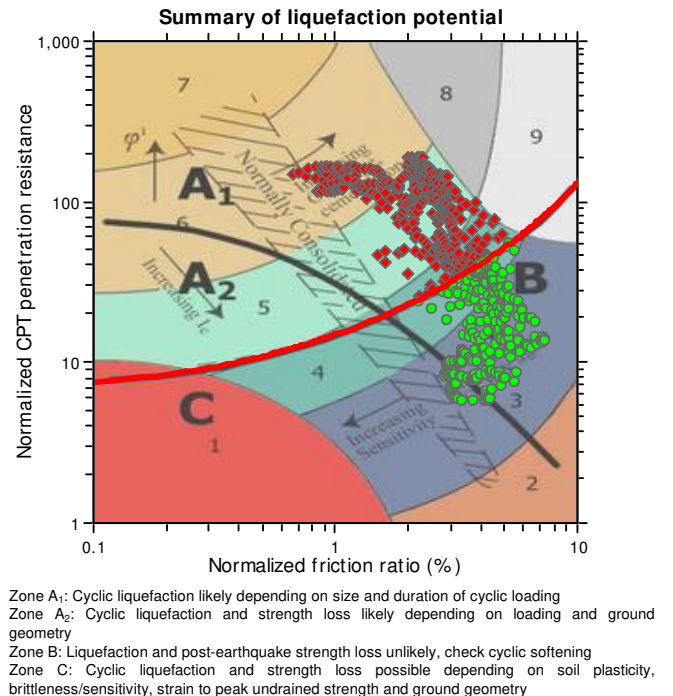 Summary of liquefaction potential
1,000
100
10
1
0.1
1
10
Normalized CPT penetration resistance
Normalized friction ratio (%)
7
8
9
φ'
A1
6
A2
5
B
4
C
1
3
2
Normally Consolidated
Increasing Ic
Increasing
Sensitivity
Zone A1: Cyclic liquefaction likely depending on size and duration of cyclic loading
Zone A2: Cyclic liquefaction and strength loss likely depending on loading and ground
geometry
Zone B: Liquefaction and post-earthquake strength loss unlikely, check cyclic softening
Zone C: Cyclic liquefaction and strength loss possible depending on soil plasticity,
brittleness/sensitivity, strain to peak undrained strength and ground geometry